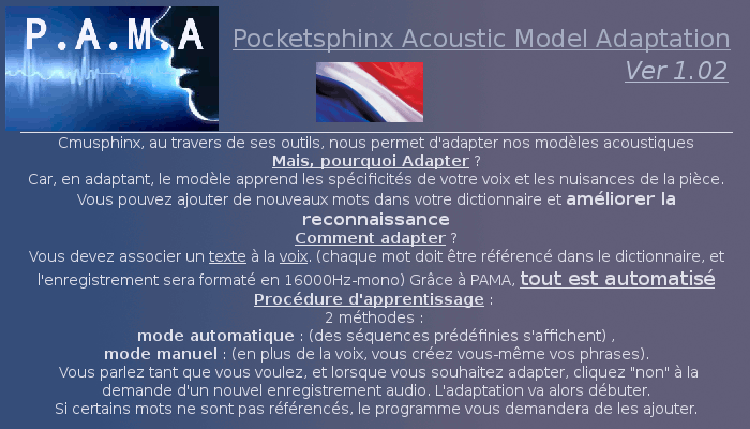 P.A.M.A
Pocketsphinx Acoustic Model Adaptation
Ver 1.02
Cmusphinx, au travers de ses outils, nous permet d'adapter nos modèles acoustiques
Mais, pourquoi Adapter ?
Car, en adaptant, le modèle apprend les spécificités de votre voix et les nuisances de la pièce.
Vous pouvez ajouter de nouveaux mots dans votre dictionnaire et améliorer la
reconnaissance
Comment adapter ?
Vous devez associer un texte à la voix. (chaque mot doit être référencé dans le dictionnaire, et
l'enregistrement sera formaté en 16000Hz-mono) Grâce à PAMA, tout est automatisé
Procédure d'apprentissage :
2 méthodes :
mode automatique : (des séquences prédéfinies s'affichent) ,
mode manuel : (en plus de la voix, vous créez vous-même vos phrases).
Vous parlez tant que vous voulez, et lorsque vous souhaitez adapter, cliquez "non" à la
demande d'un nouvel enregistrement audio. L'adaptation va alors débuter.
Si certains mots ne sont pas référencés, le programme vous demandera de les ajouter.